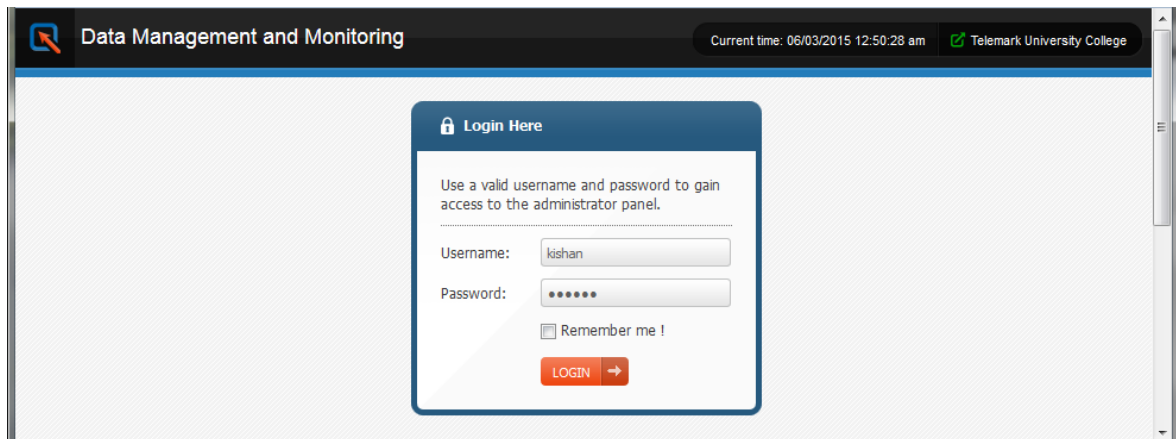 Data Management and Monitoring
Current time: 06/03/2015 12:50:28 am
Telemark University College
Login Here
Use a valid username and password to gain
access to the administrator panel.
Username: kishan
Password: ••••••
Remember me !
LOGIN